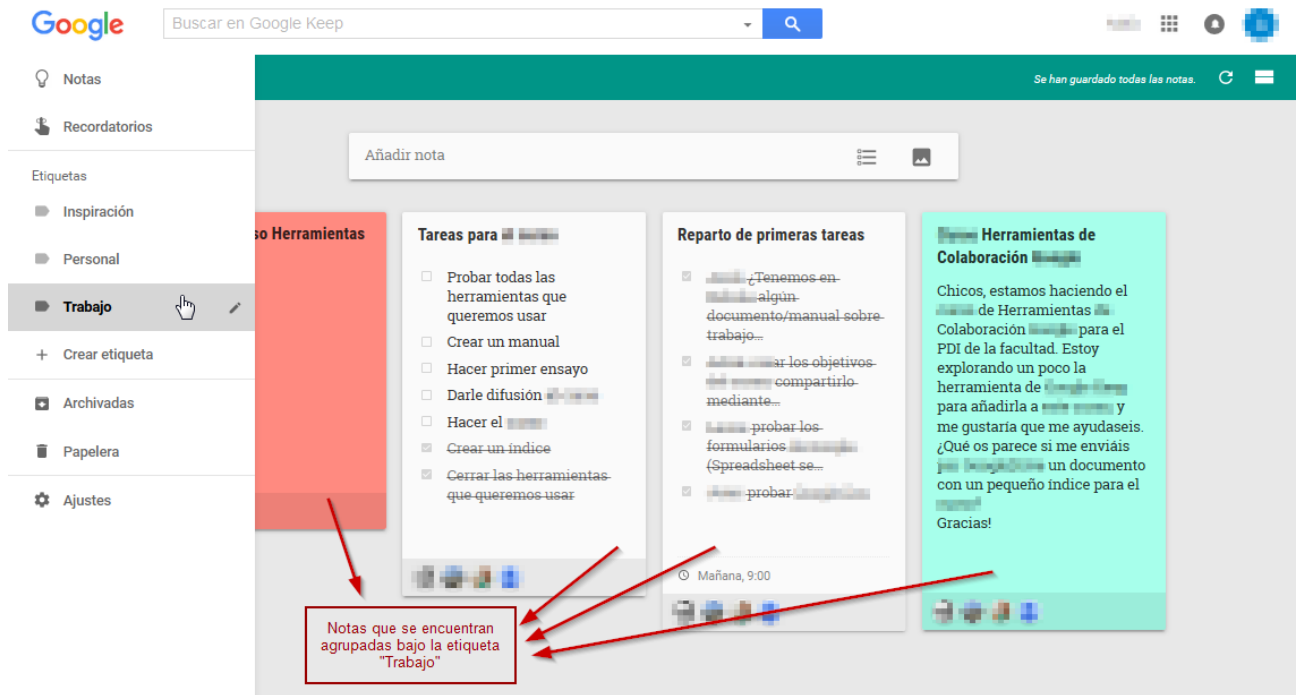 Google
Buscar en Google Keep
Notas
Recordatorios
Etiquetas
Inspiración
Personal
Trabajo
Crear etiqueta
Archivadas
Papelera
Ajustes
Se han guardado todas las notas.
Añadir nota
so Herramientas
Tareas para
Probar todas las
herramientas que
queremos usar
Crear un manual
Hacer primer ensayo
Darle difusión
Hacer el
Crear un índice
Cerrar las herramientas
que queremos usar
Reparto de primeras tareas
¿Tenemos en
algún
documento/manual sobre
trabajo...
los objetivos
compartirlo
mediante...
probar los
formularios
(Spreadsheet se...
probar
Mañana, 9:00
Herramientas de
Colaboración
Chicos, estamos haciendo el
de Herramientas
Colaboración para el
PDI de la facultad. Estoy
explorando un poco la
herramienta de
para añadirla a y
me gustaría que me ayudaseis.
¿Qué os parece si me enviáis
un documento
con un pequeño índice para el
Gracias!
Notas que se encuentran
agrupadas bajo la etiqueta
"Trabajo"